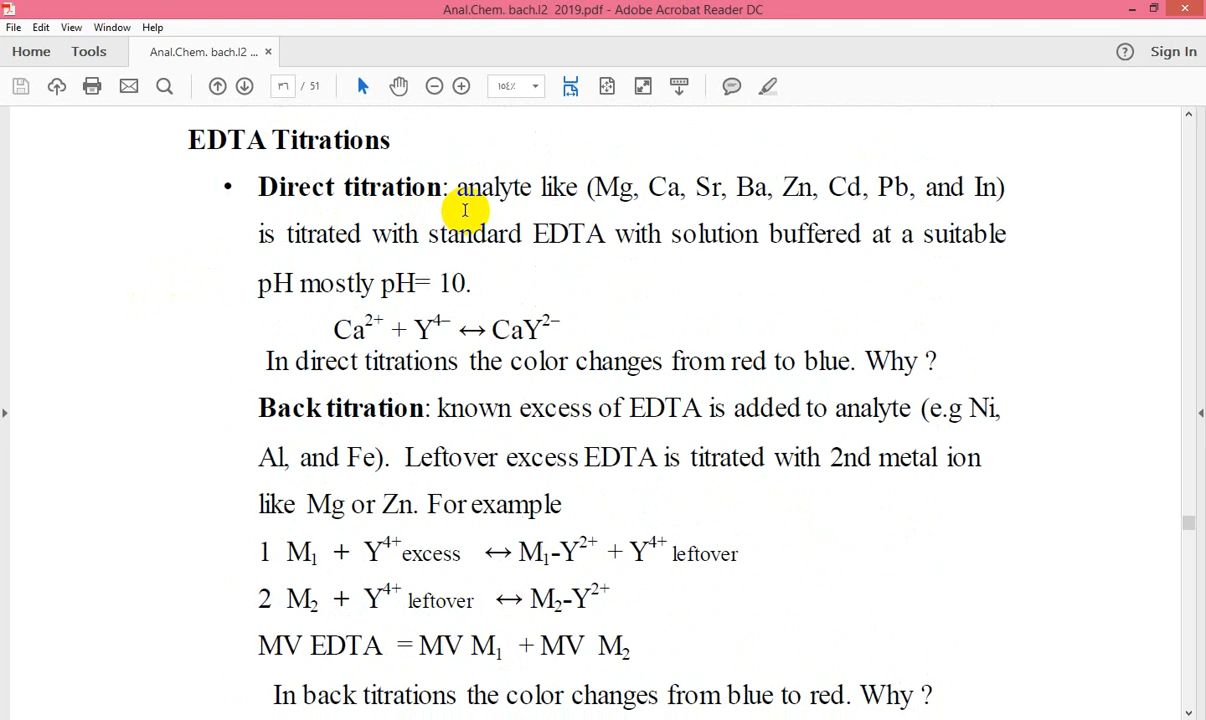 Anal.Chem. bach.l2 2019.pdf - Adobe Acrobat Reader DC
File Edit View Window Help
Home Tools Anal.Chem. bach.l2 ... × Sign In
٣٦ / 51 ١٥٤٪
EDTA Titrations
• Direct titration: analyte like (Mg, Ca, Sr, Ba, Zn, Cd, Pb, and In)
is titrated with standard EDTA with solution buffered at a suitable
pH mostly pH= 10.
Ca²⁺ + Y⁴⁻ ↔ CaY²⁻
In direct titrations the color changes from red to blue. Why ?
Back titration: known excess of EDTA is added to analyte (e.g Ni,
Al, and Fe). Leftover excess EDTA is titrated with 2nd metal ion
like Mg or Zn. For example
1 M₁ + Y⁴⁺excess ↔ M₁-Y²⁺ + Y⁴⁺ leftover
2 M₂ + Y⁴⁺ leftover ↔ M₂-Y²⁺
MV EDTA = MV M₁ + MV M₂
In back titrations the color changes from blue to red. Why ?